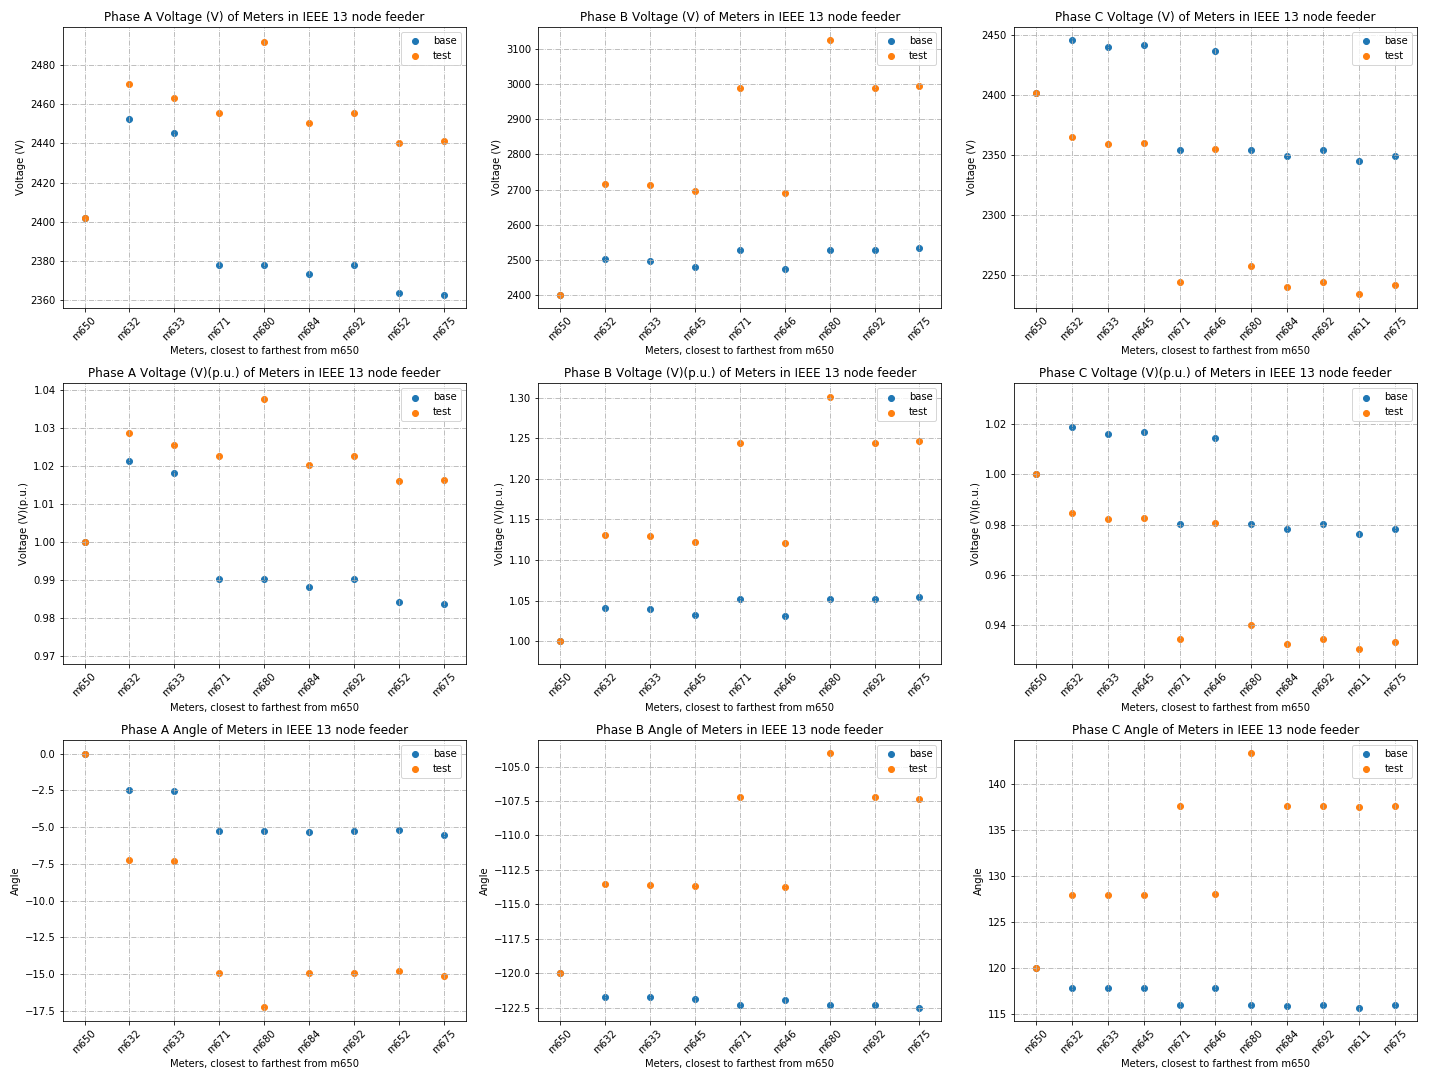 Phase A Voltage (V) of Meters in IEEE 13 node feeder
base
test
Voltage (V)
2480
2460
2440
2420
2400
2380
2360
m650
m632
m633
m671
m680
m684
m692
m652
m675
Meters, closest to farthest from m650
Phase B Voltage (V) of Meters in IEEE 13 node feeder
base
test
Voltage (V)
3100
3000
2900
2800
2700
2600
2500
2400
m650
m632
m633
m645
m671
m646
m680
m692
m675
Meters, closest to farthest from m650
Phase C Voltage (V) of Meters in IEEE 13 node feeder
base
test
Voltage (V)
2450
2400
2350
2300
2250
m650
m632
m633
m645
m671
m646
m680
m684
m692
m611
m675
Meters, closest to farthest from m650
Phase A Voltage (V)(p.u.) of Meters in IEEE 13 node feeder
base
test
Voltage (V)(p.u.)
1.04
1.03
1.02
1.01
1.00
0.99
0.98
0.97
m650
m632
m633
m671
m680
m684
m692
m652
m675
Meters, closest to farthest from m650
Phase B Voltage (V)(p.u.) of Meters in IEEE 13 node feeder
base
test
Voltage (V)(p.u.)
1.30
1.25
1.20
1.15
1.10
1.05
1.00
m650
m632
m633
m645
m671
m646
m680
m692
m675
Meters, closest to farthest from m650
Phase C Voltage (V)(p.u.) of Meters in IEEE 13 node feeder
base
test
Voltage (V)(p.u.)
1.02
1.00
0.98
0.96
0.94
m650
m632
m633
m645
m671
m646
m680
m684
m692
m611
m675
Meters, closest to farthest from m650
Phase A Angle of Meters in IEEE 13 node feeder
base
test
Angle
0.0
−2.5
−5.0
−7.5
−10.0
−12.5
−15.0
−17.5
m650
m632
m633
m671
m680
m684
m692
m652
m675
Meters, closest to farthest from m650
Phase B Angle of Meters in IEEE 13 node feeder
base
test
Angle
−105.0
−107.5
−110.0
−112.5
−115.0
−117.5
−120.0
−122.5
m650
m632
m633
m645
m671
m646
m680
m692
m675
Meters, closest to farthest from m650
Phase C Angle of Meters in IEEE 13 node feeder
base
test
Angle
140
135
130
125
120
115
m650
m632
m633
m645
m671
m646
m680
m684
m692
m611
m675
Meters, closest to farthest from m650